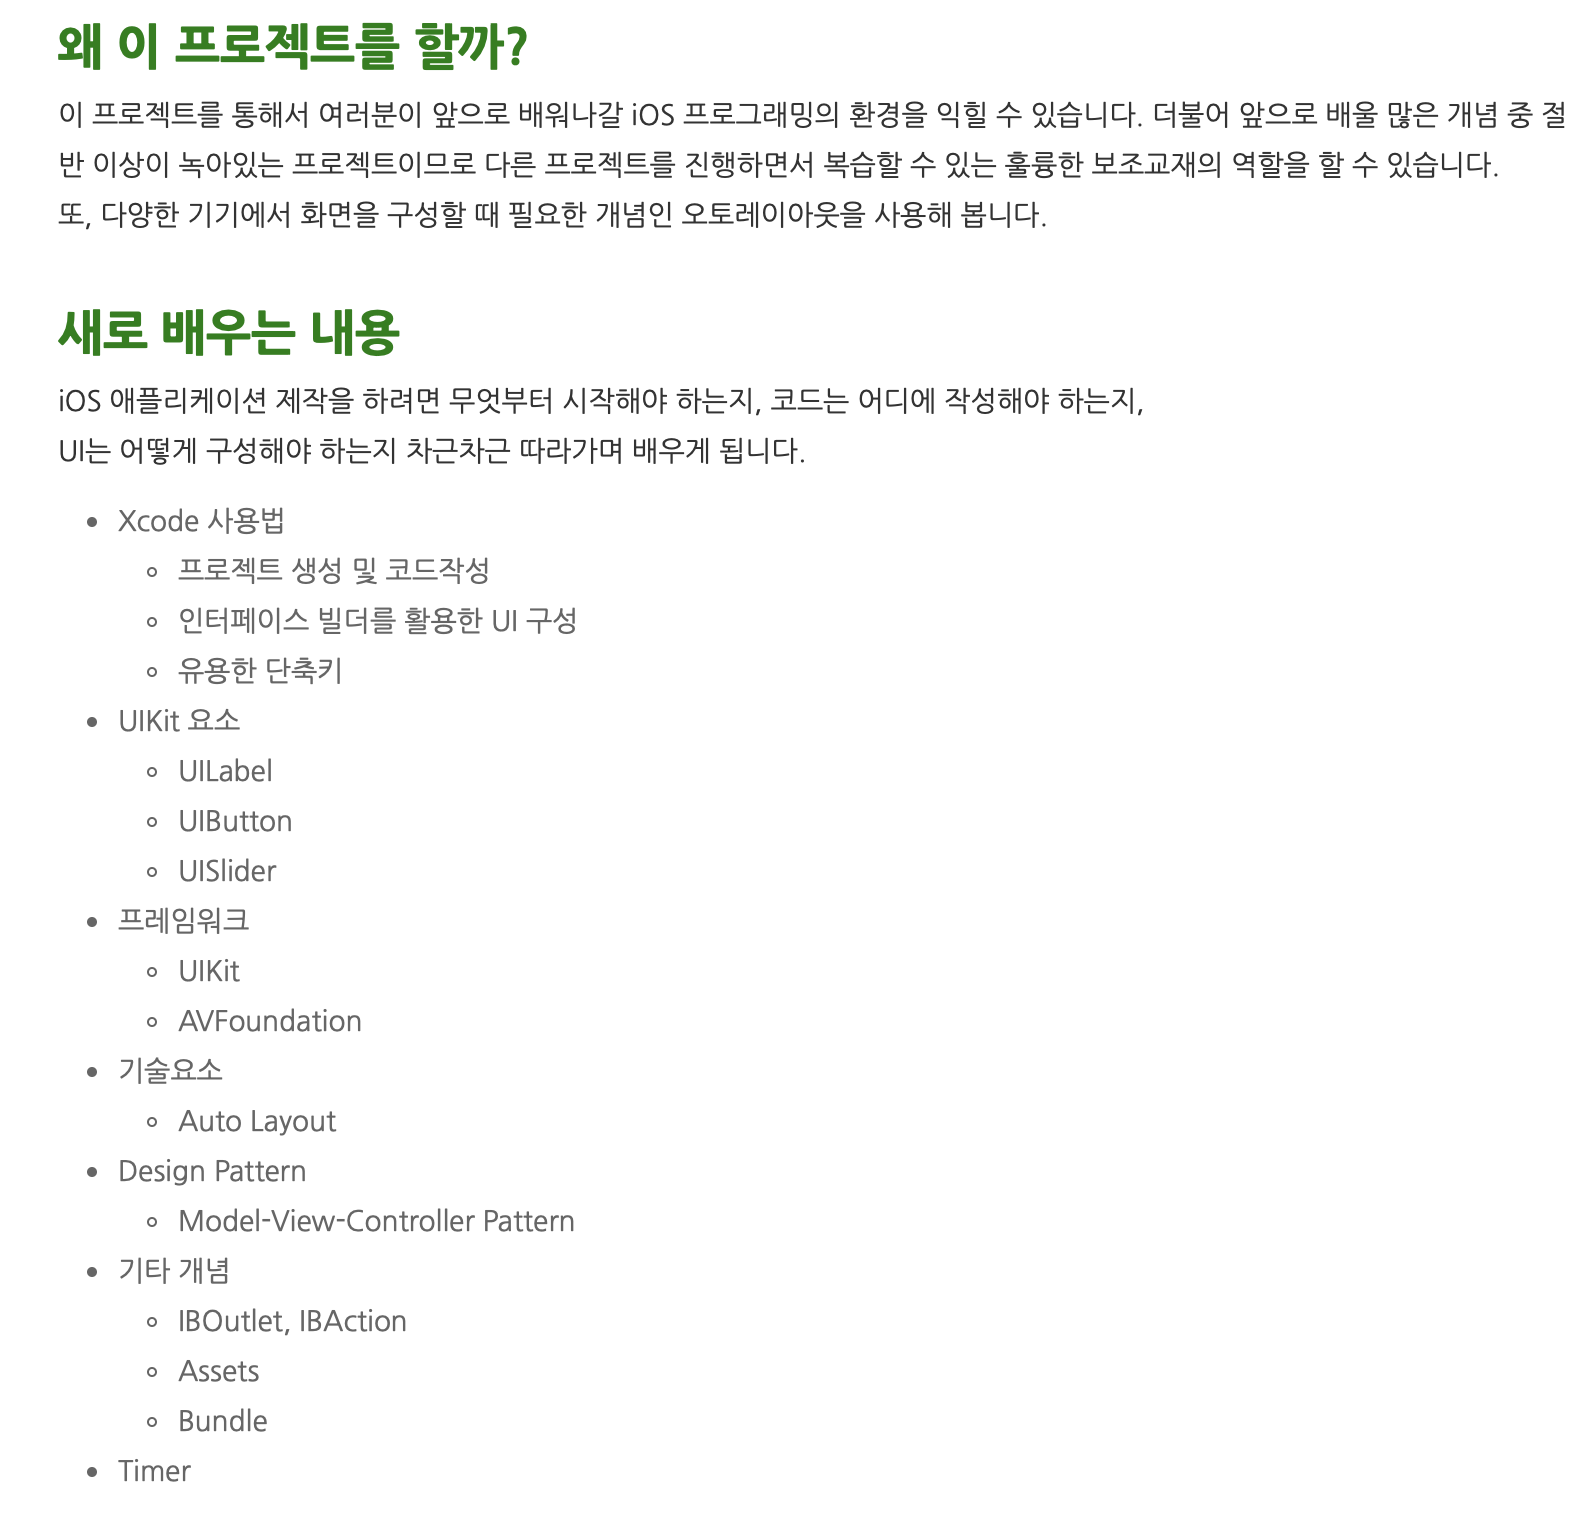 왜 이 프로젝트를 할까?
이 프로젝트를 통해서 여러분이 앞으로 배워나갈 iOS 프로그래밍의 환경을 익힐 수 있습니다. 더불어 앞으로 배울 많은 개념 중 절
반 이상이 녹아있는 프로젝트이므로 다른 프로젝트를 진행하면서 복습할 수 있는 훌륭한 보조교재의 역할을 할 수 있습니다.
또, 다양한 기기에서 화면을 구성할 때 필요한 개념인 오토레이아웃을 사용해 봅니다.
새로 배우는 내용
iOS 애플리케이션 제작을 하려면 무엇부터 시작해야 하는지, 코드는 어디에 작성해야 하는지,
UI는 어떻게 구성해야 하는지 차근차근 따라가며 배우게 됩니다.
• Xcode 사용법
◦ 프로젝트 생성 및 코드작성
◦ 인터페이스 빌더를 활용한 UI 구성
◦ 유용한 단축키
• UIKit 요소
◦ UILabel
◦ UIButton
◦ UISlider
• 프레임워크
◦ UIKit
◦ AVFoundation
• 기술요소
◦ Auto Layout
• Design Pattern
◦ Model-View-Controller Pattern
• 기타 개념
◦ IBOutlet, IBAction
◦ Assets
◦ Bundle
• Timer